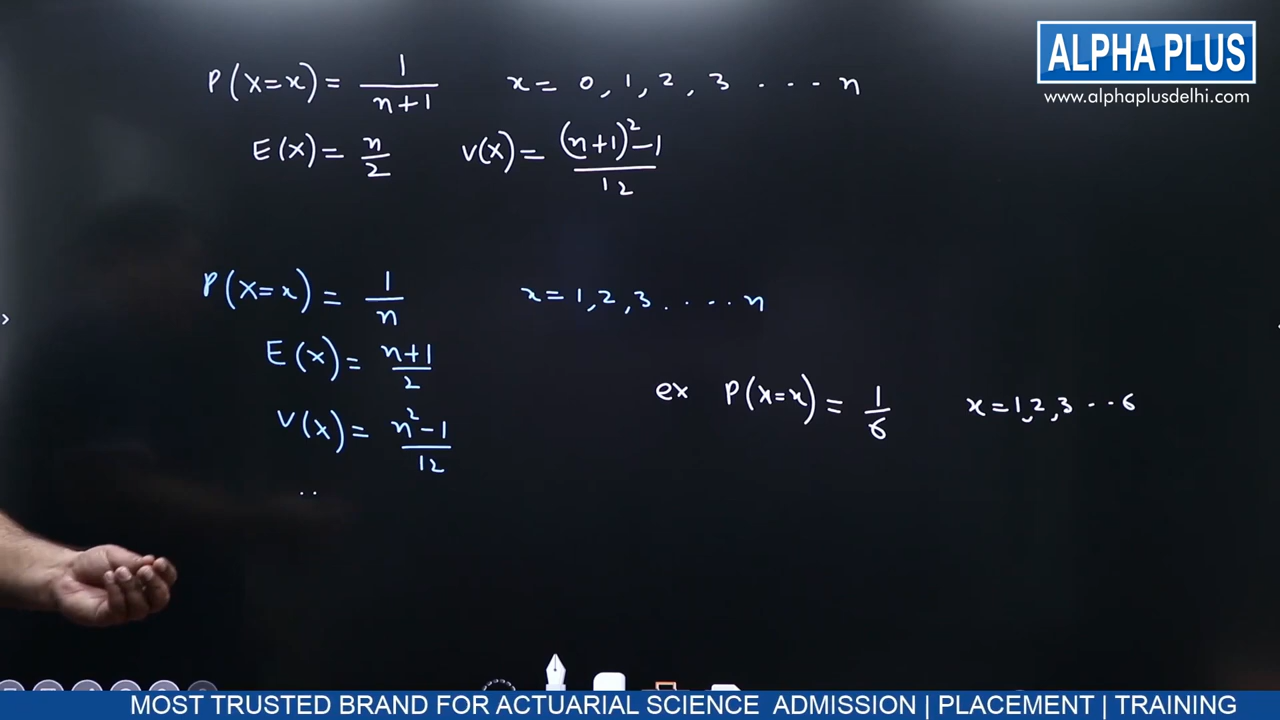 ALPHA PLUS
www.alphaplusdelhi.com
P(X=x) = 1/(n+1)    x = 0, 1, 2, 3 .... n
E(X) = n/2    V(X) = ((n+1)²-1)/12
P(X=x) = 1/n    x = 1, 2, 3 ..... n
E(X) = (n+1)/2
ex P(X=x) = 1/6    x = 1, 2, 3 ... 6
V(X) = (n²-1)/12
MOST TRUSTED BRAND FOR ACTUARIAL SCIENCE ADMISSION | PLACEMENT | TRAINING